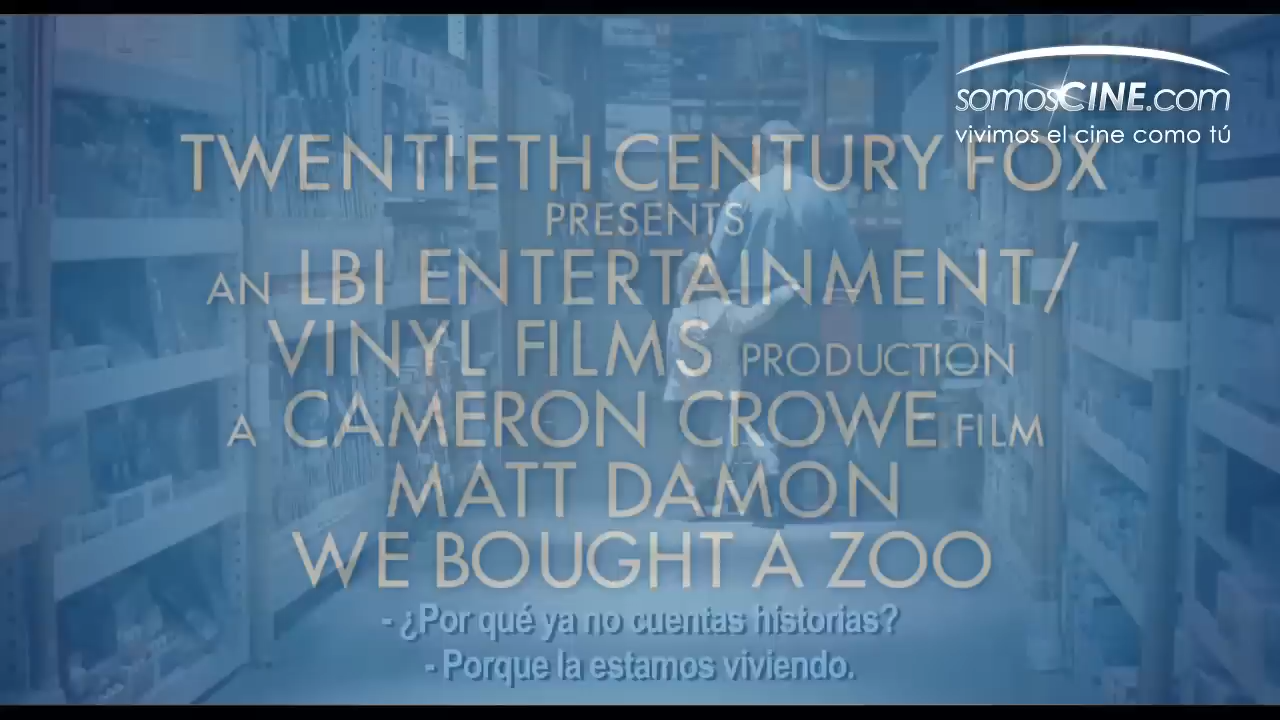 somosCINE.com
vivimos el cine como tú
TWENTIETH CENTURY FOX
PRESENTS
AN LBI ENTERTAINMENT/
VINYL FILMS PRODUCTION
A CAMERON CROWE FILM
MATT DAMON
WE BOUGHT A ZOO
- ¿Por qué ya no cuentas historias?
- Porque la estamos viviendo.